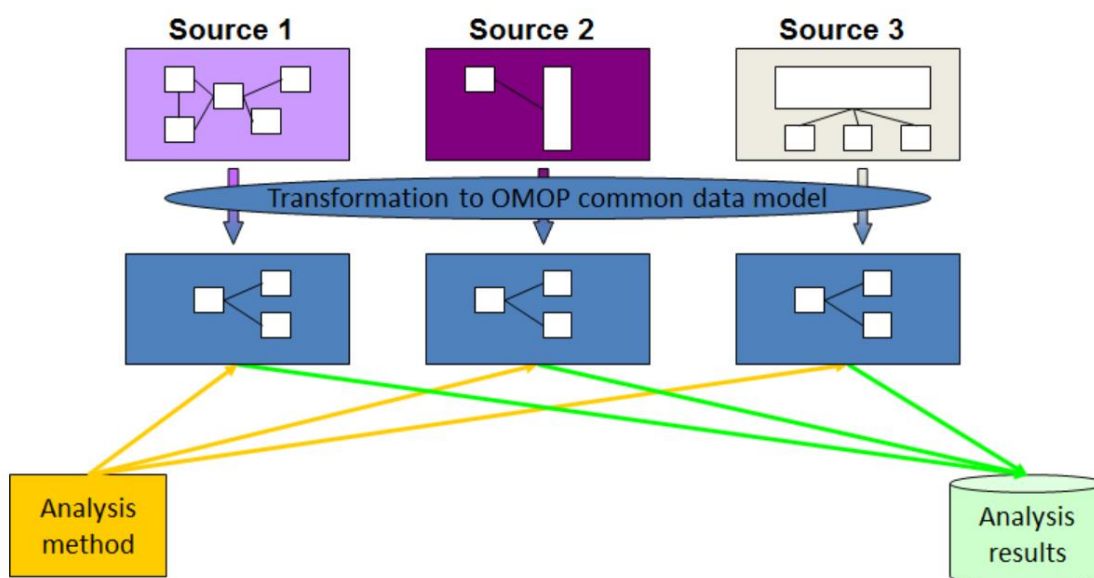 Source 1
Source 2
Source 3
Transformation to OMOP common data model
Analysis
method
Analysis
results